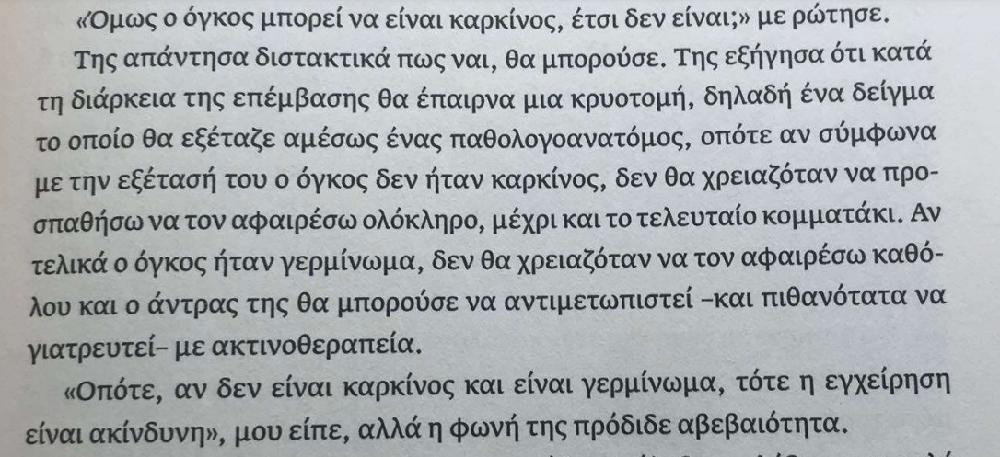 «Όμως ο όγκος μπορεί να είναι καρκίνος, έτσι δεν είναι;» με ρώτησε.
Της απάντησα διστακτικά πως ναι, θα μπορούσε. Της εξήγησα ότι κατά
τη διάρκεια της επέμβασης θα έπαιρνα μια κρυοτομή, δηλαδή ένα δείγμα
το οποίο θα εξέταζε αμέσως ένας παθολογοανατόμος, οπότε αν σύμφωνα
με την εξέτασή του ο όγκος δεν ήταν καρκίνος, δεν θα χρειαζόταν να προ-
σπαθήσω να τον αφαιρέσω ολόκληρο, μέχρι και το τελευταίο κομματάκι. Αν
τελικά ο όγκος ήταν γερμίνωμα, δεν θα χρειαζόταν να τον αφαιρέσω καθό-
λου και ο άντρας της θα μπορούσε να αντιμετωπιστεί –και πιθανότατα να
γιατρευτεί– με ακτινοθεραπεία.
«Οπότε, αν δεν είναι καρκίνος και είναι γερμίνωμα, τότε η εγχείρηση
είναι ακίνδυνη», μου είπε, αλλά η φωνή της πρόδιδε αβεβαιότητα.